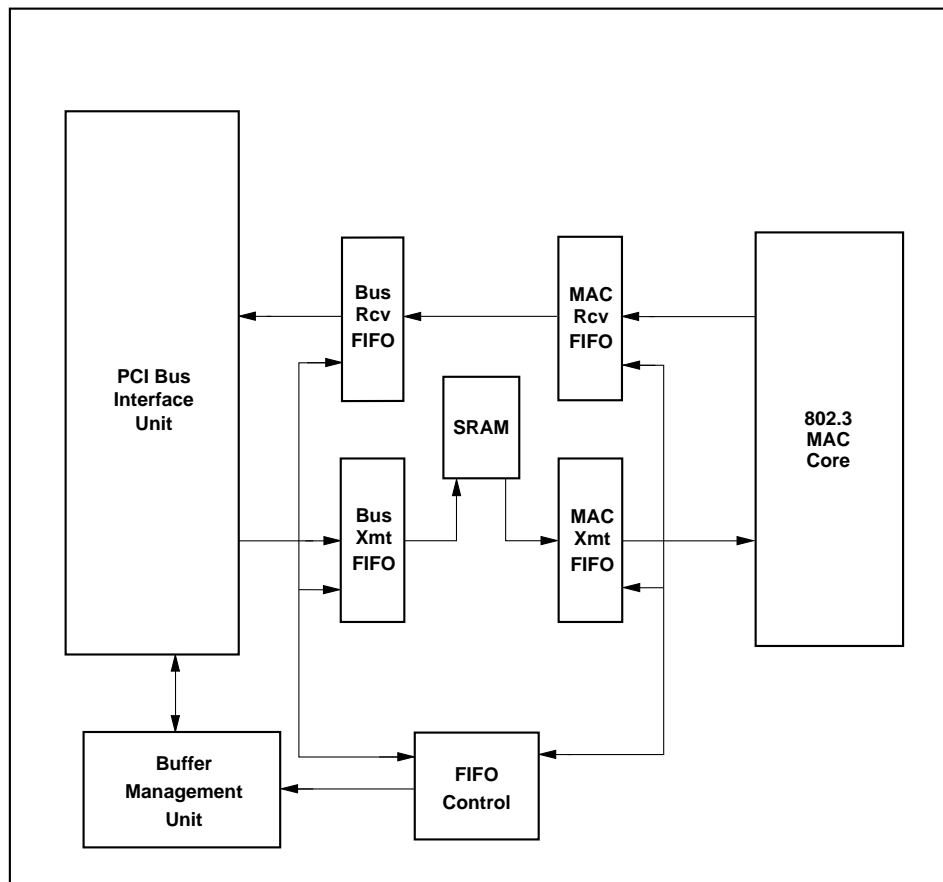 PCI Bus
Interface
Unit
Bus
Rcv
FIFO
MAC
Rcv
FIFO
802.3
MAC
Core
SRAM
Bus
Xmt
FIFO
MAC
Xmt
FIFO
Buffer
Management
Unit
FIFO
Control